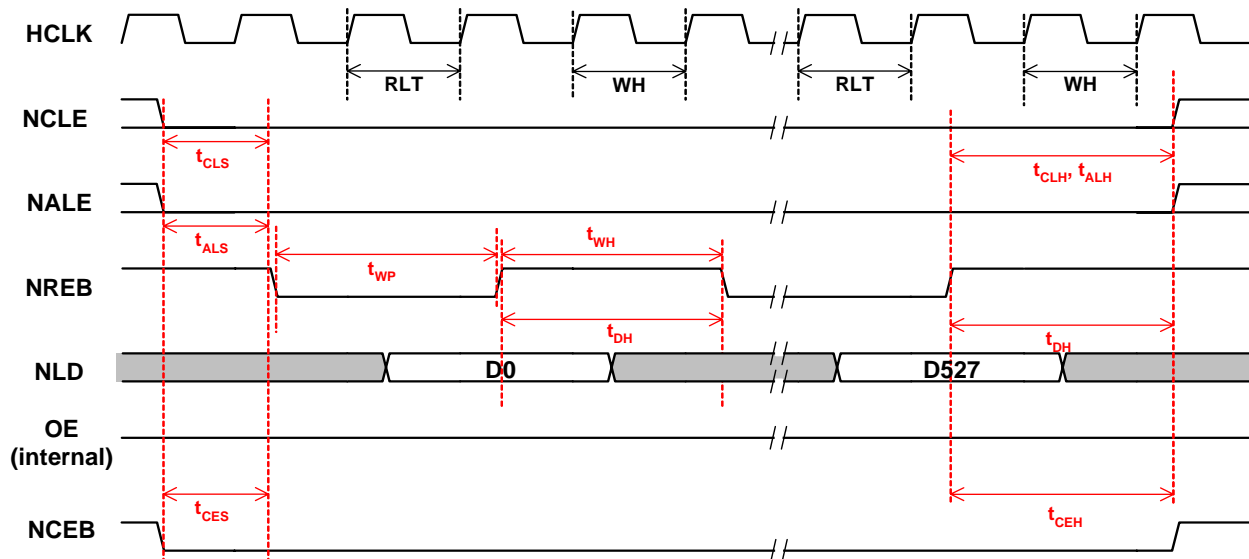 HCLK
RLT
WH
RLT
WH
NCLE
tCLS
tCLH, tALH
NALE
tALS
tWH
tWP
NREB
tDH
tDH
NLD
D0
D527
OE
(internal)
tCES
tCEH
NCEB